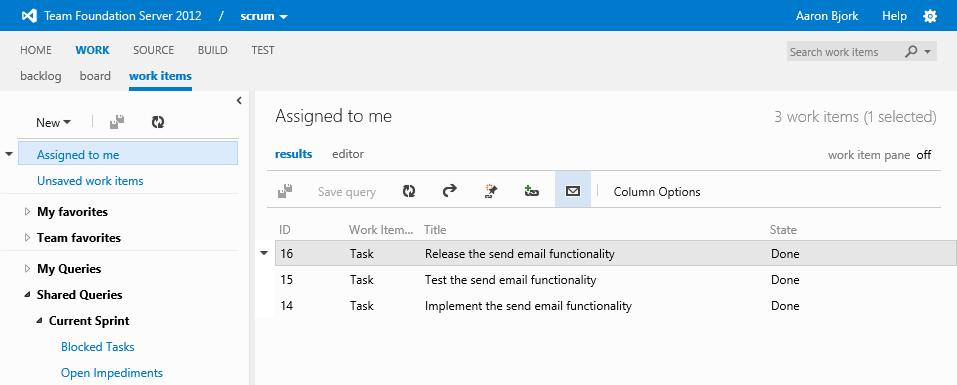 Team Foundation Server 2012 / scrum Aaron Bjork Help
HOME WORK SOURCE BUILD TEST
Search work items
backlog board work items
New
Assigned to me
Unsaved work items
My favorites
Team favorites
My Queries
Shared Queries
Current Sprint
Blocked Tasks
Open Impediments
Assigned to me 3 work items (1 selected)
results editor work item pane off
Save query Column Options
ID Work Item... Title State
16 Task Release the send email functionality Done
15 Task Test the send email functionality Done
14 Task Implement the send email functionality Done